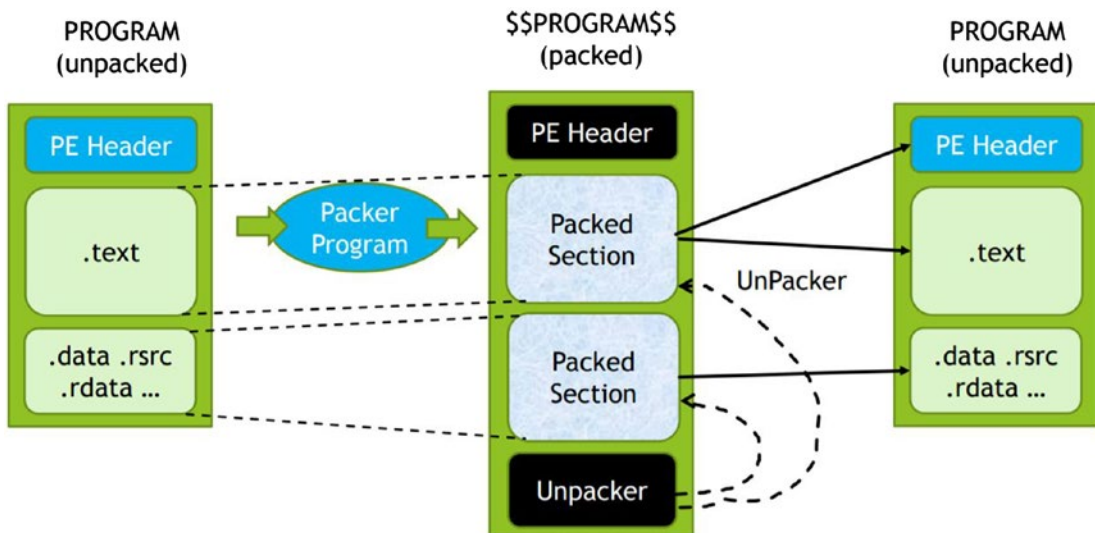 PROGRAM
(unpacked)
PE Header
.text
.data .rsrc
.rdata ...
Packer
Program
$$PROGRAM$$
(packed)
PE Header
Packed
Section
Packed
Section
Unpacker
UnPacker
PROGRAM
(unpacked)
PE Header
.text
.data .rsrc
.rdata ...